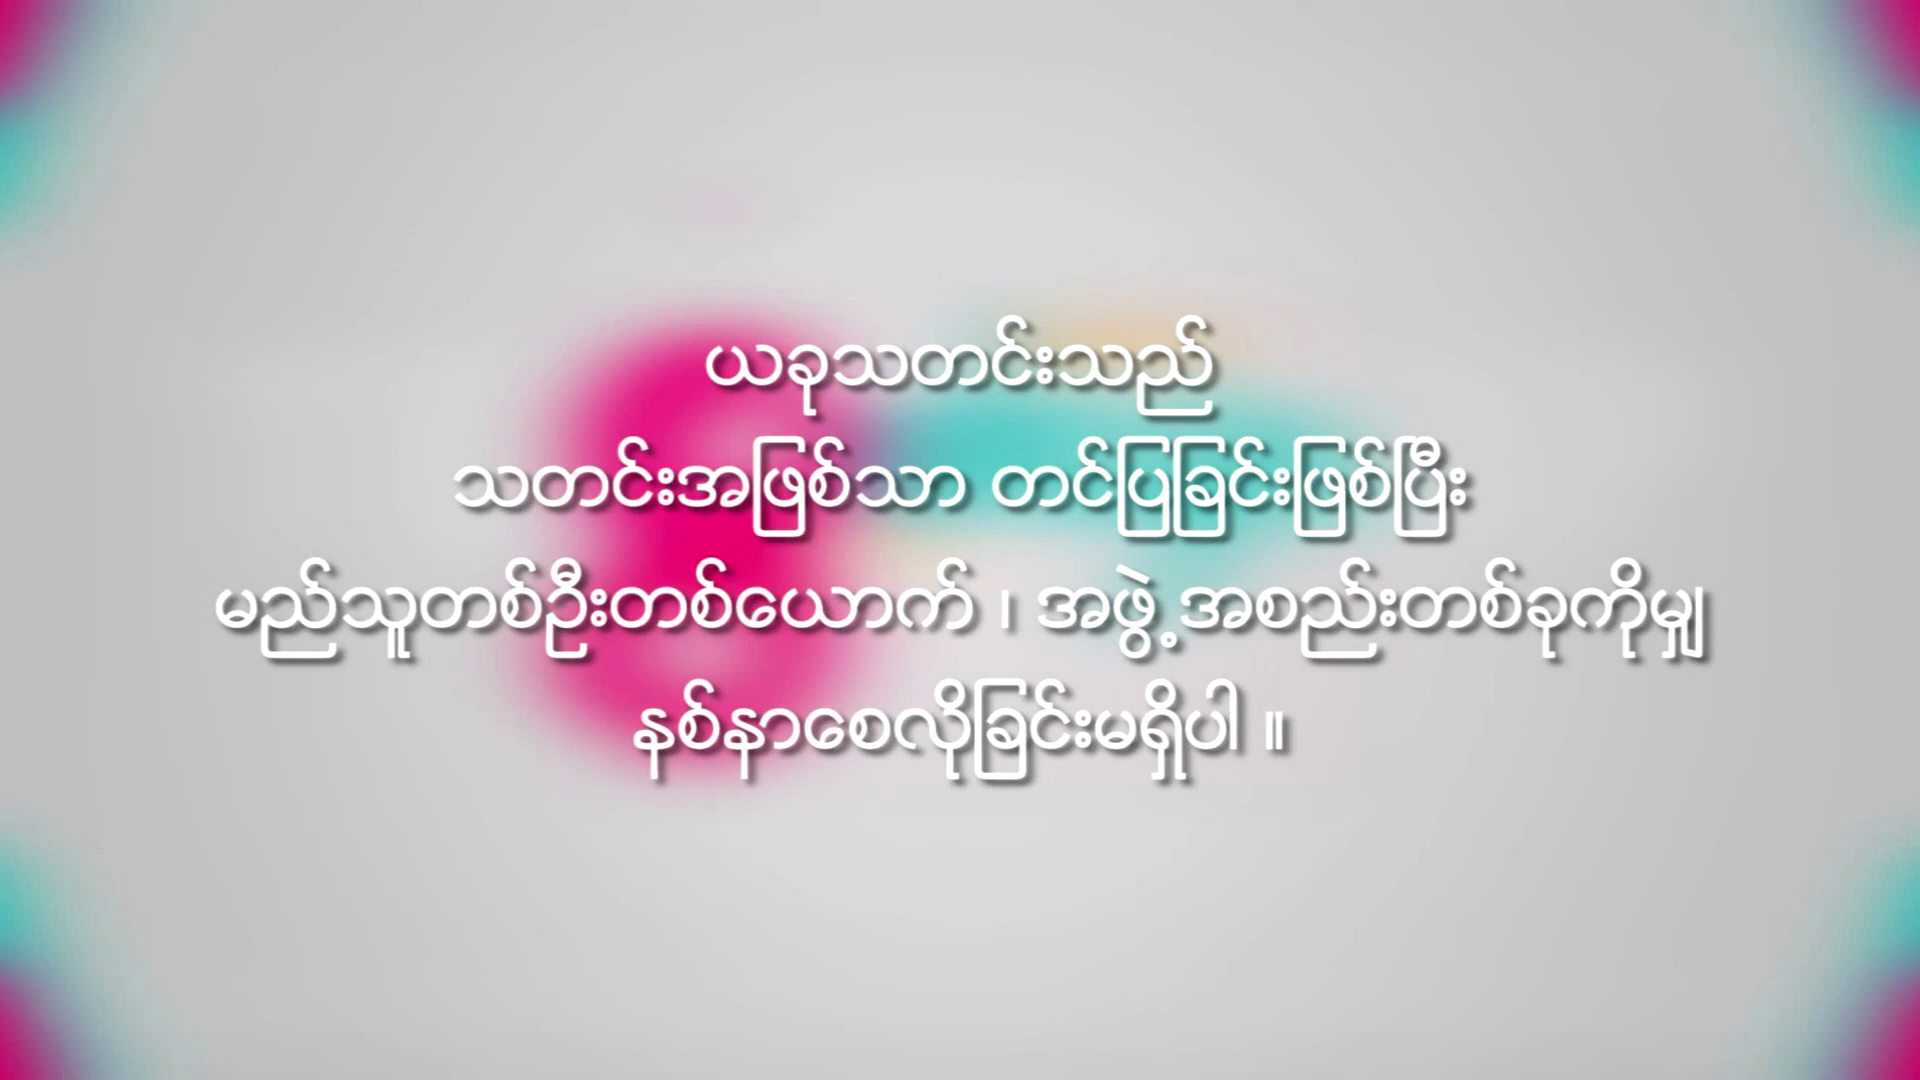 ယခုသတင်းသည်
သတင်းအဖြစ်သာ တင်ပြခြင်းဖြစ်ပြီး
မည်သူတစ်ဦးတစ်ယောက် ၊ အဖွဲ့အစည်းတစ်ခုကိုမျှ
နစ်နာစေလိုခြင်းမရှိပါ ။